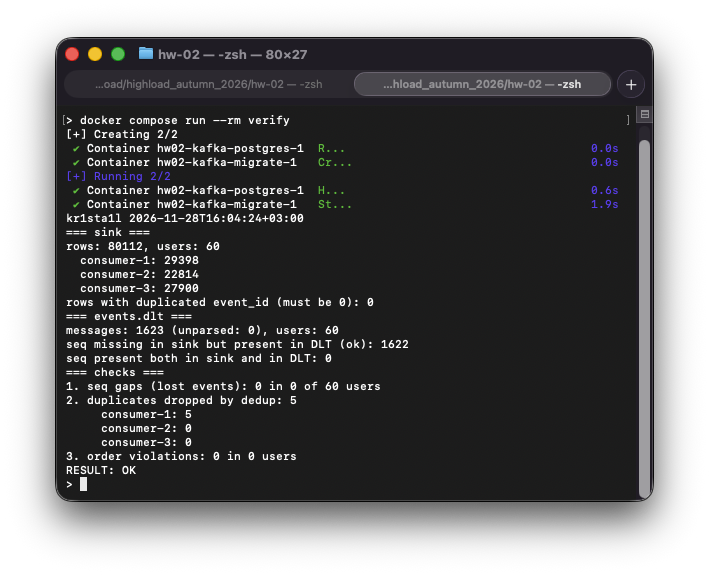 hw-02 — -zsh — 80×27
...oad/highload_autumn_2026/hw-02 — -zsh
...hload_autumn_2026/hw-02 — -zsh
+
[> docker compose run --rm verify ]
[+] Creating 2/2
✔ Container hw02-kafka-postgres-1 R... 0.0s
✔ Container hw02-kafka-migrate-1 Cr... 0.0s
[+] Running 2/2
✔ Container hw02-kafka-postgres-1 H... 0.6s
✔ Container hw02-kafka-migrate-1 St... 1.9s
kr1sta1l 2026-11-28T16:04:24+03:00
=== sink ===
rows: 80112, users: 60
consumer-1: 29398
consumer-2: 22814
consumer-3: 27900
rows with duplicated event_id (must be 0): 0
=== events.dlt ===
messages: 1623 (unparsed: 0), users: 60
seq missing in sink but present in DLT (ok): 1622
seq present both in sink and in DLT: 0
=== checks ===
1. seq gaps (lost events): 0 in 0 of 60 users
2. duplicates dropped by dedup: 5
consumer-1: 5
consumer-2: 0
consumer-3: 0
3. order violations: 0 in 0 users
RESULT: OK
>